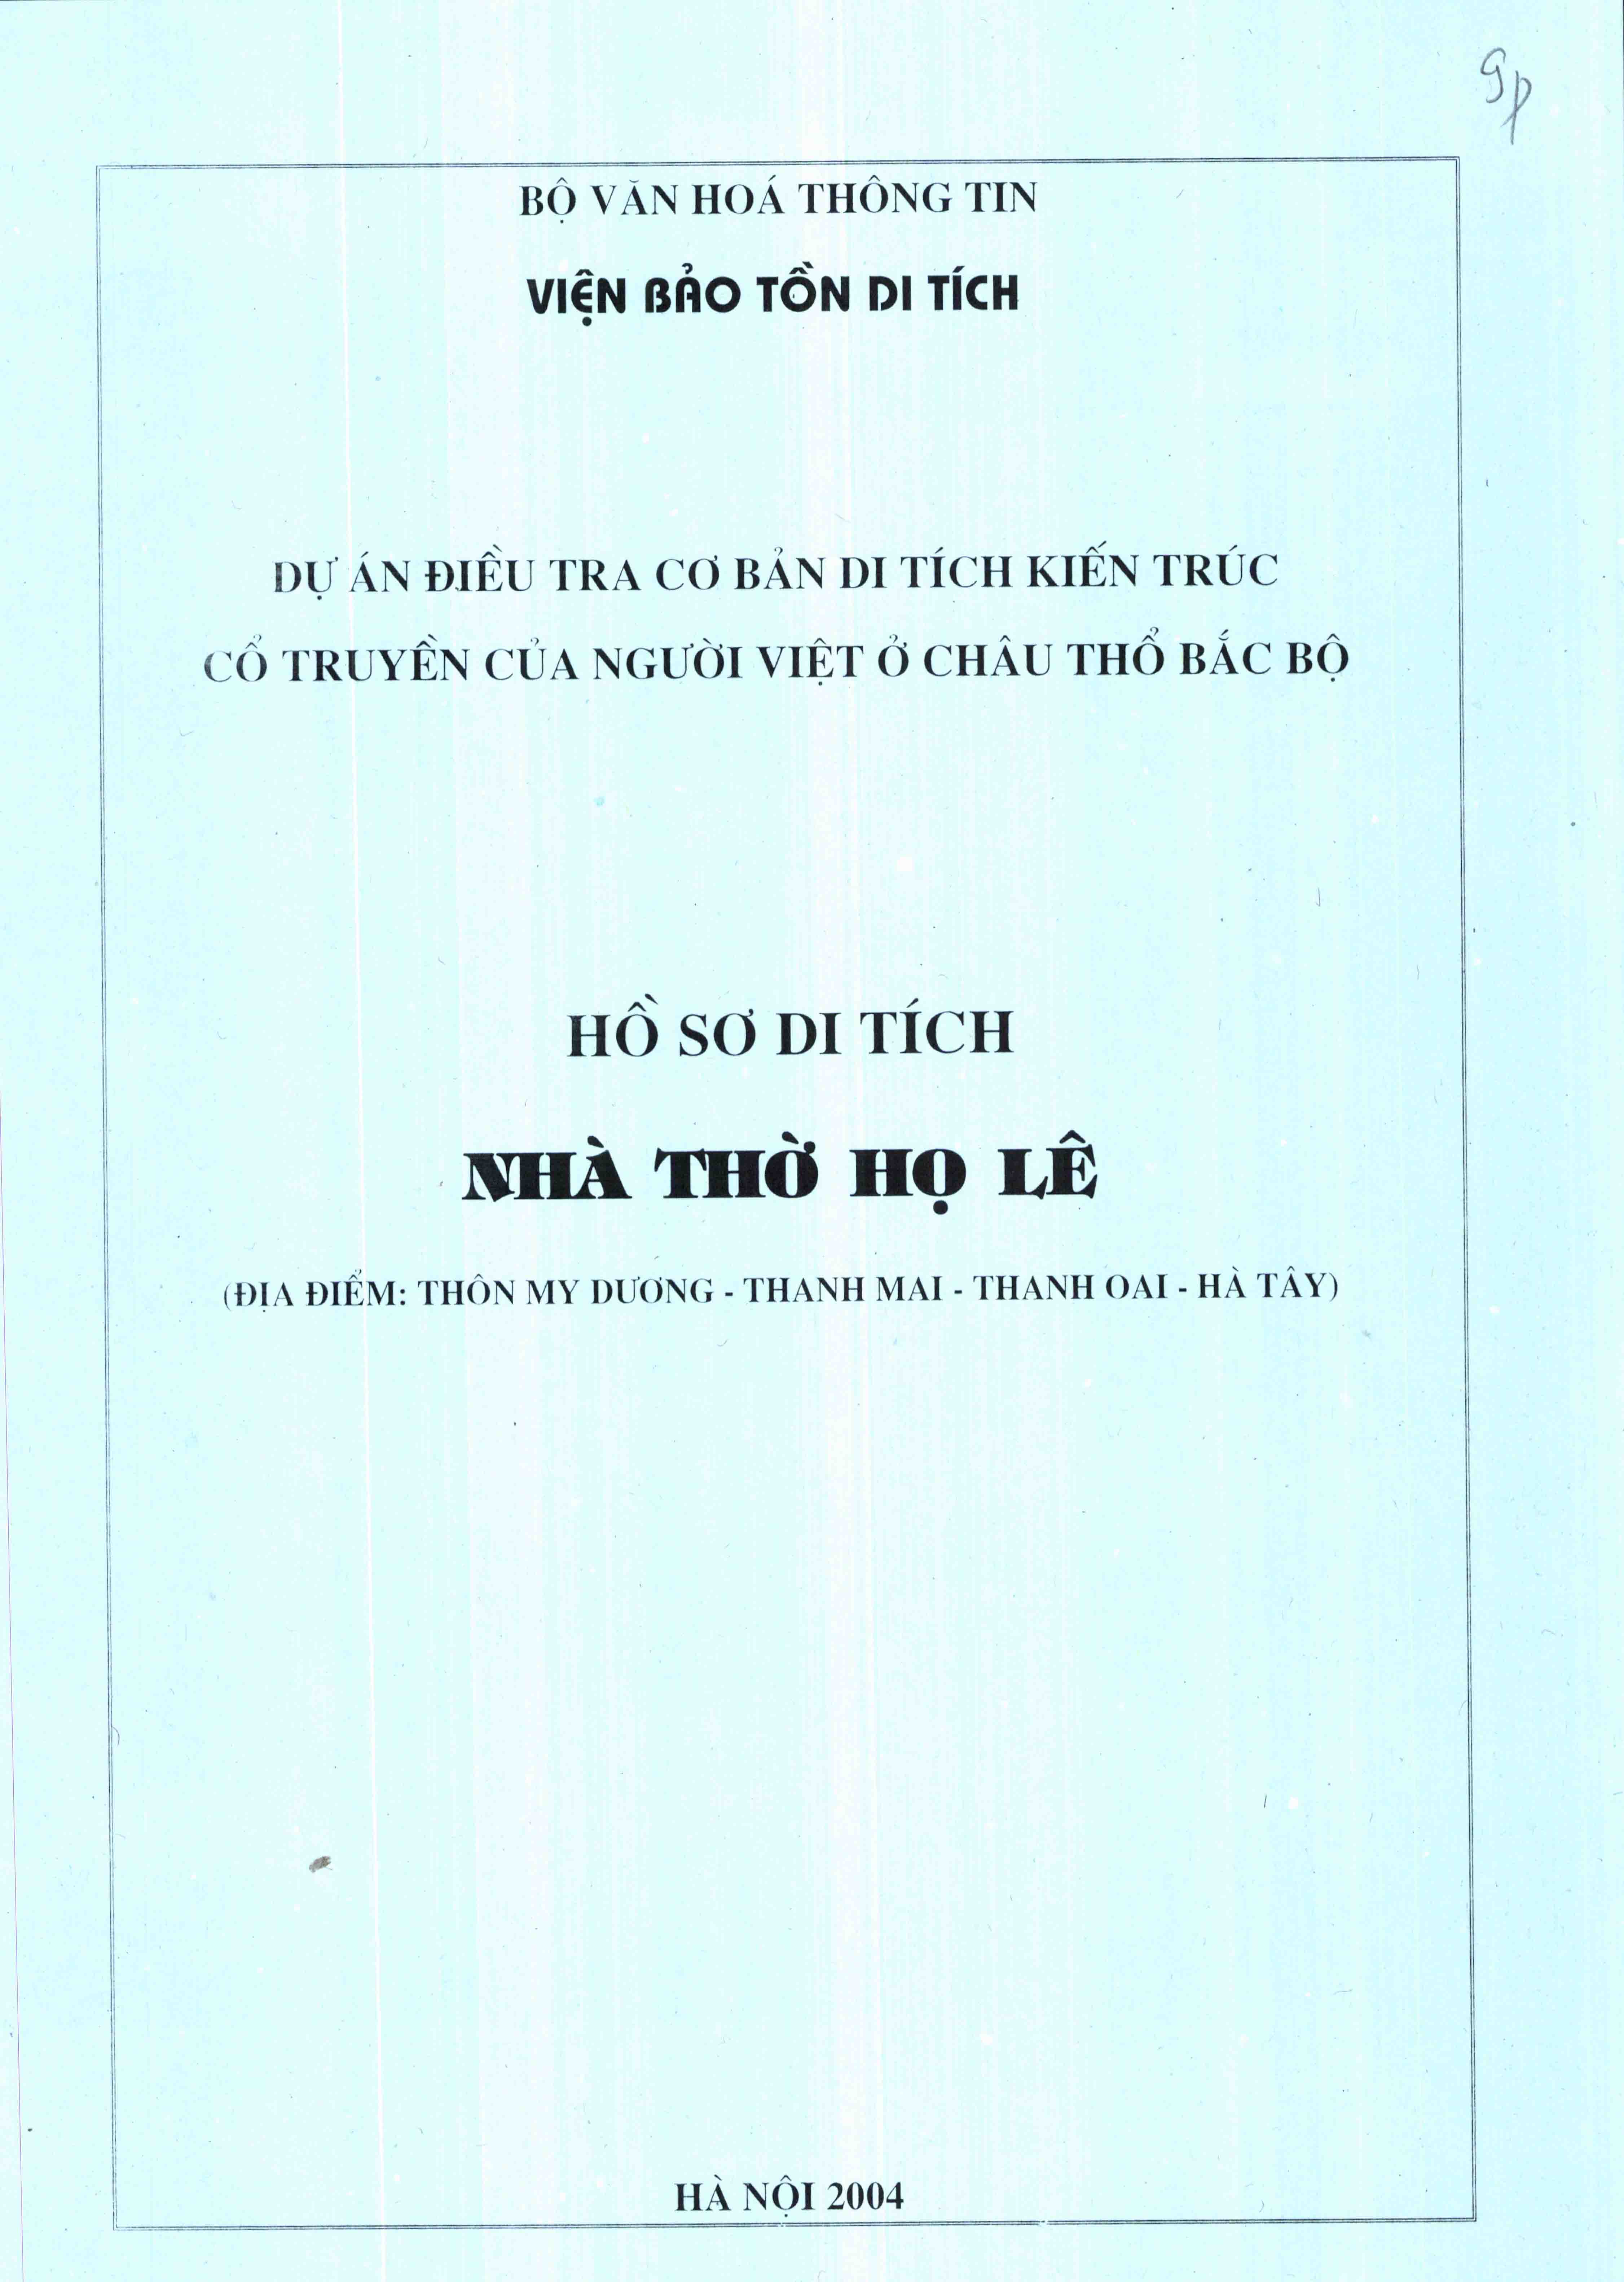 9p
BỘ VĂN HOÁ THÔNG TIN
VIỆN BẢO TỒN DI TÍCH
DỰ ÁN ĐIỀU TRA CƠ BẢN DI TÍCH KIẾN TRÚC
CỔ TRUYỀN CỦA NGƯỜI VIỆT Ở CHÂU THỔ BẮC BỘ
HỒ SƠ DI TÍCH
NHÀ THỜ HỌ LÊ
(ĐỊA ĐIỂM: THÔN MY DƯƠNG - THANH MAI - THANH OAI - HÀ TÂY)
HÀ NỘI 2004